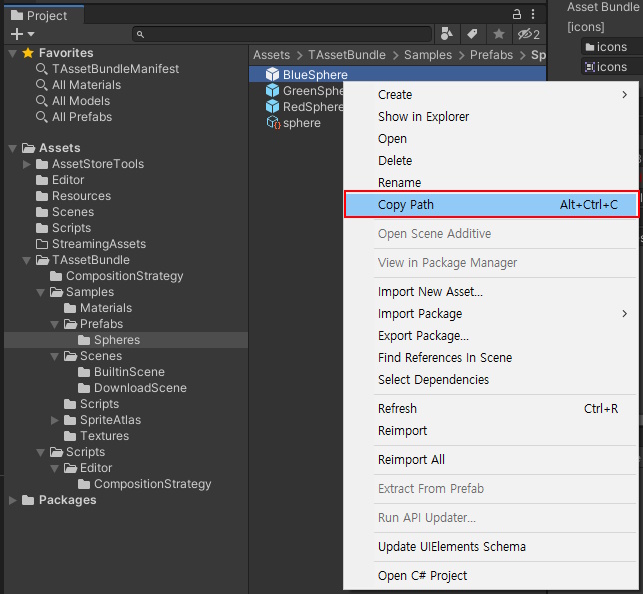 Project
2
Favorites
TAssetBundleManifest
All Materials
All Models
All Prefabs
Assets
AssetStoreTools
Editor
Resources
Scenes
Scripts
StreamingAssets
TAssetBundle
CompositionStrategy
Samples
Materials
Prefabs
Spheres
Scenes
BuiltinScene
DownloadScene
Scripts
SpriteAtlas
Textures
Scripts
Editor
CompositionStrategy
Packages
Assets > TAssetBundle > Samples > Prefabs > Sp
BlueSphere
GreenSphe
RedSphere
sphere
Create >
Show in Explorer
Open
Delete
Rename
Copy Path Alt+Ctrl+C
Open Scene Additive
View in Package Manager
Import New Asset...
Import Package >
Export Package...
Find References In Scene
Select Dependencies
Refresh Ctrl+R
Reimport
Reimport All
Extract From Prefab
Run API Updater...
Update UIElements Schema
Open C# Project
Asset Bundle
[icons]
icons
icons